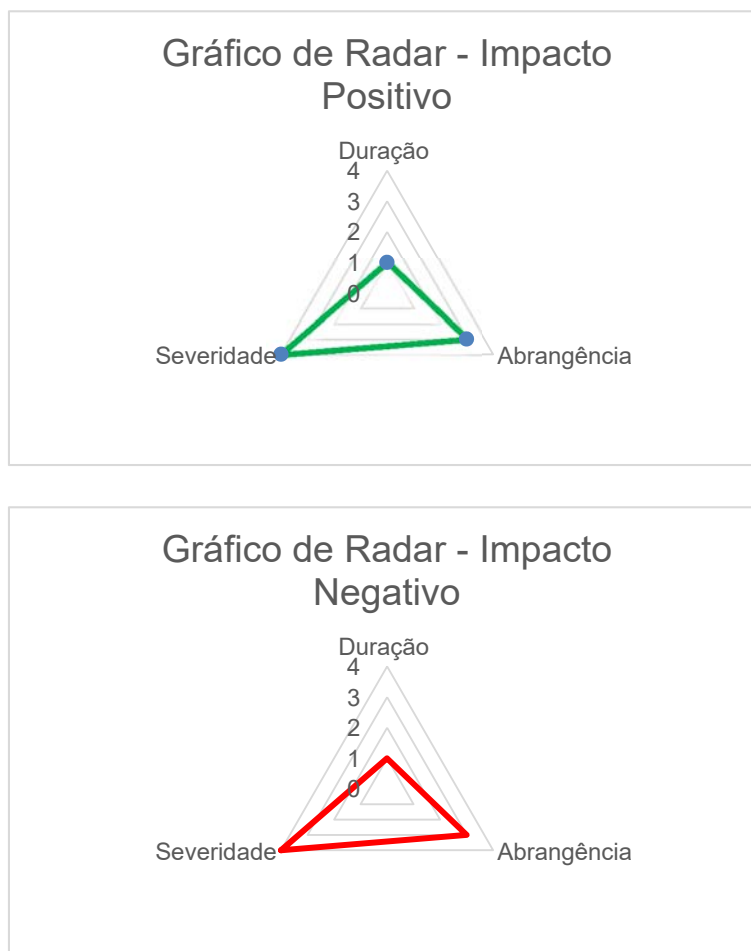 Gráfico de Radar - Impacto
Positivo
Duração
4
3
2
1
0
Severidade
Abrangência
Gráfico de Radar - Impacto
Negativo
Duração
4
3
2
1
0
Severidade
Abrangência